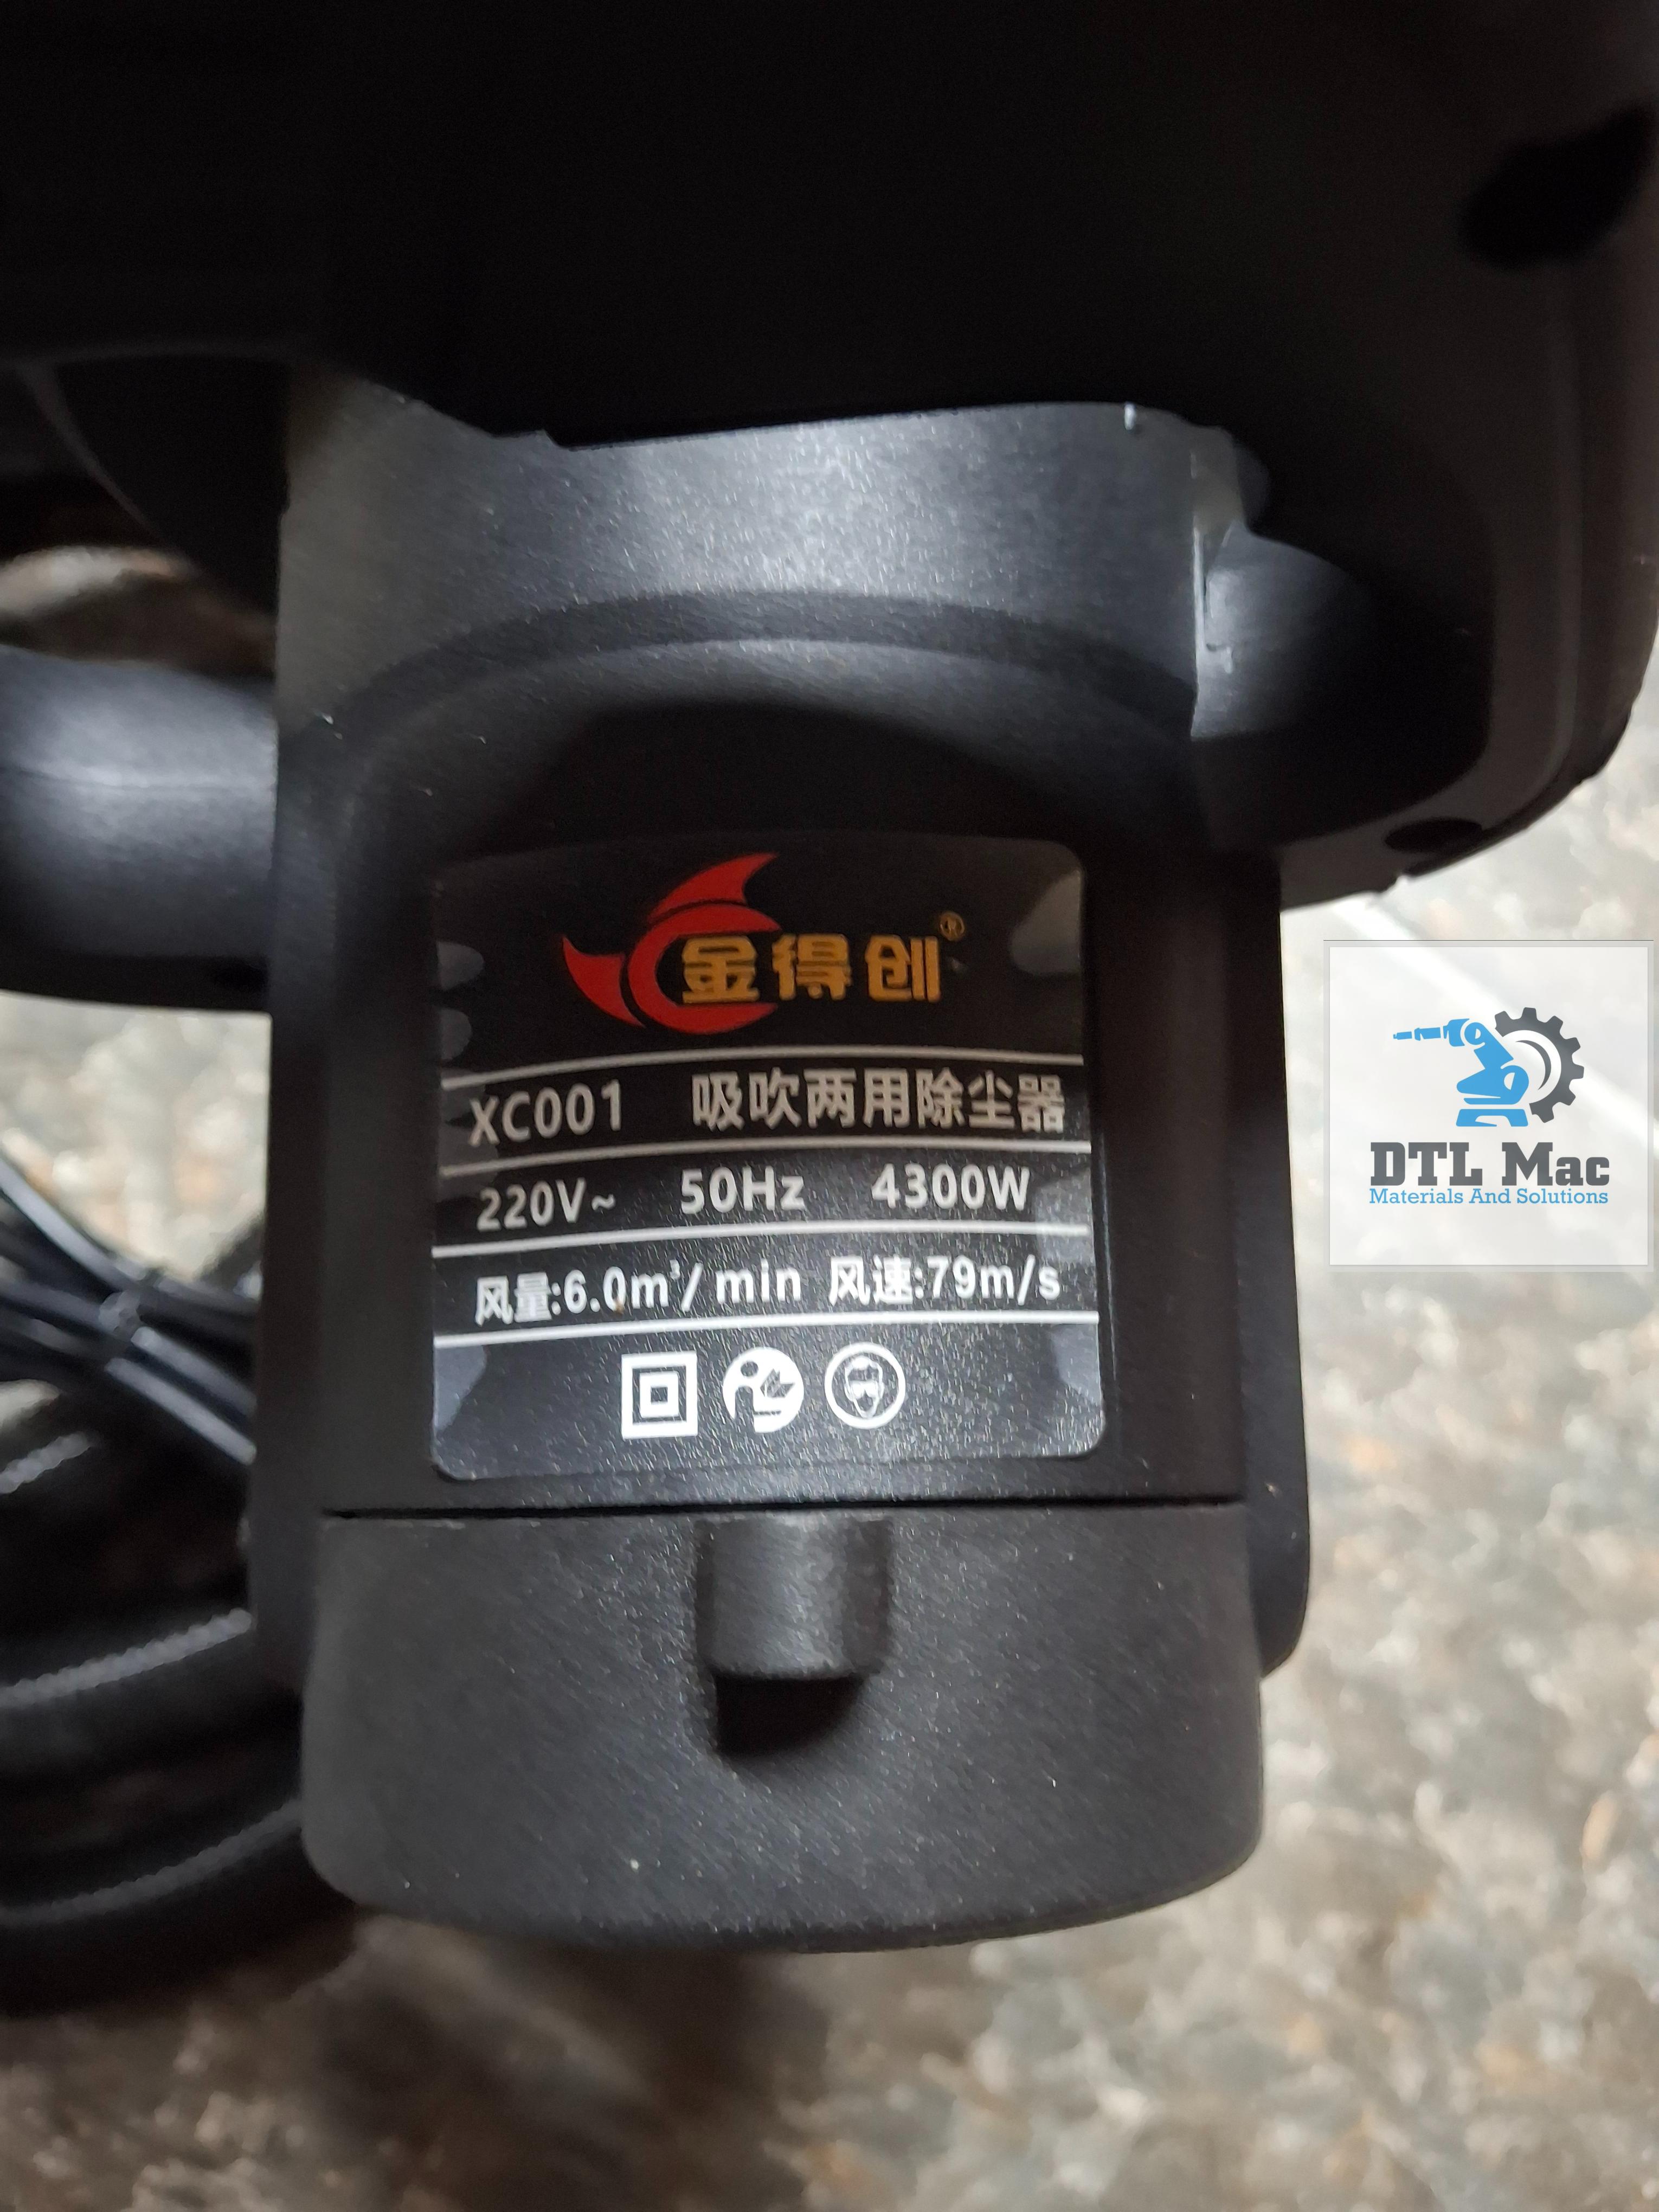 金得创®
XC001 吸吹两用除尘器
220V~ 50Hz 4300W
风量:6.0m³/min 风速:79m/s
DTL Mac
Materials And Solutions